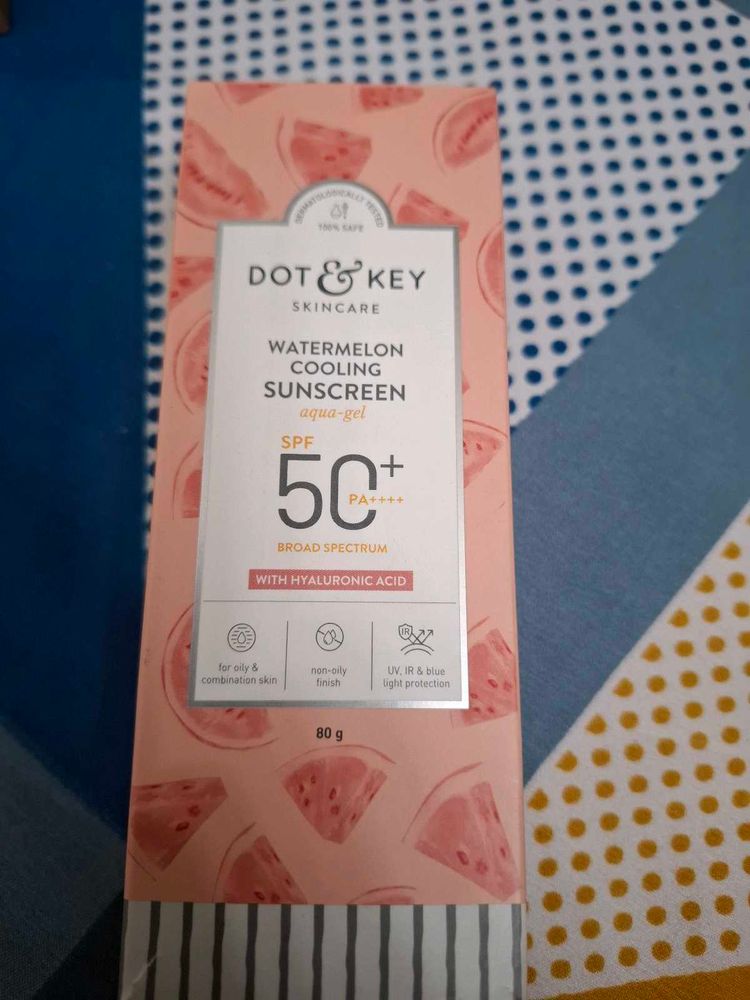 DERMATOLOGICALLY TESTED
100% SAFE
DOT & KEY
SKINCARE
WATERMELON
COOLING
SUNSCREEN
aqua-gel
SPF
50+
PA++++
BROAD SPECTRUM
WITH HYALURONIC ACID
for oily &
combination skin
non-oily
finish
IR
UV, IR & blue
light protection
80 g